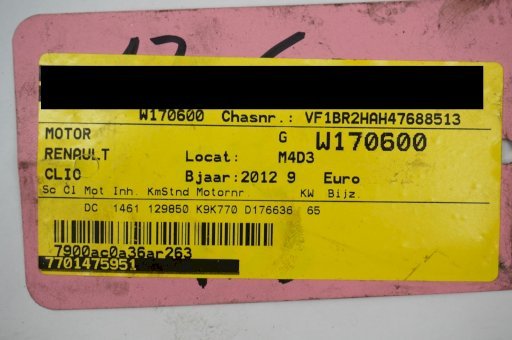 W170600 Chasnr.: VF1BR2HAH47688513
MOTOR G W170600
RENAULT Locat: M4D3
CLIO Bjaar: 2012 9 Euro
Sc Cl Mot Inh. KmStnd Motornr. KW Bijz.
DC 1461 129850 K9K770 D176636 65
7900ac0a36ar263
7701475951